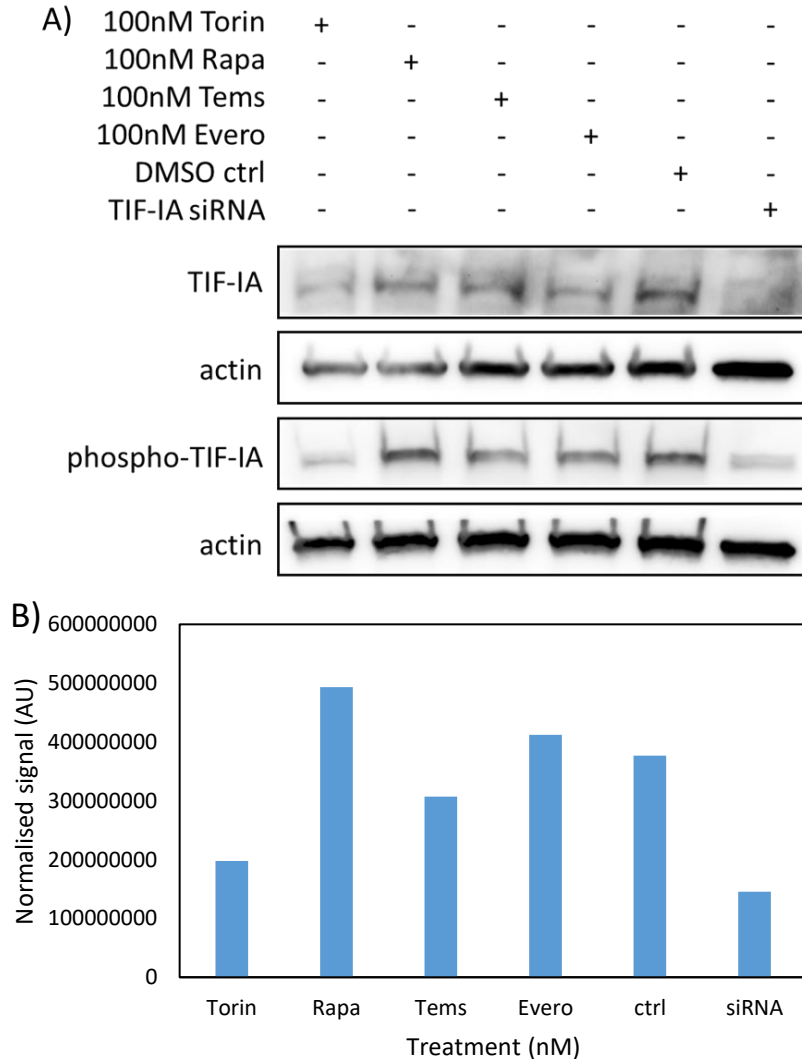 A)
100nM Torin + - - - - -
100nM Rapa - + - - - -
100nM Tems - - + - - -
100nM Evero - - - + - -
DMSO ctrl - - - - + -
TIF-IA siRNA - - - - - +
TIF-IA
actin
phospho-TIF-IA
actin
B)
600000000
500000000
400000000
300000000
200000000
100000000
0
Normalised signal (AU)
Torin Rapa Tems Evero ctrl siRNA
Treatment (nM)